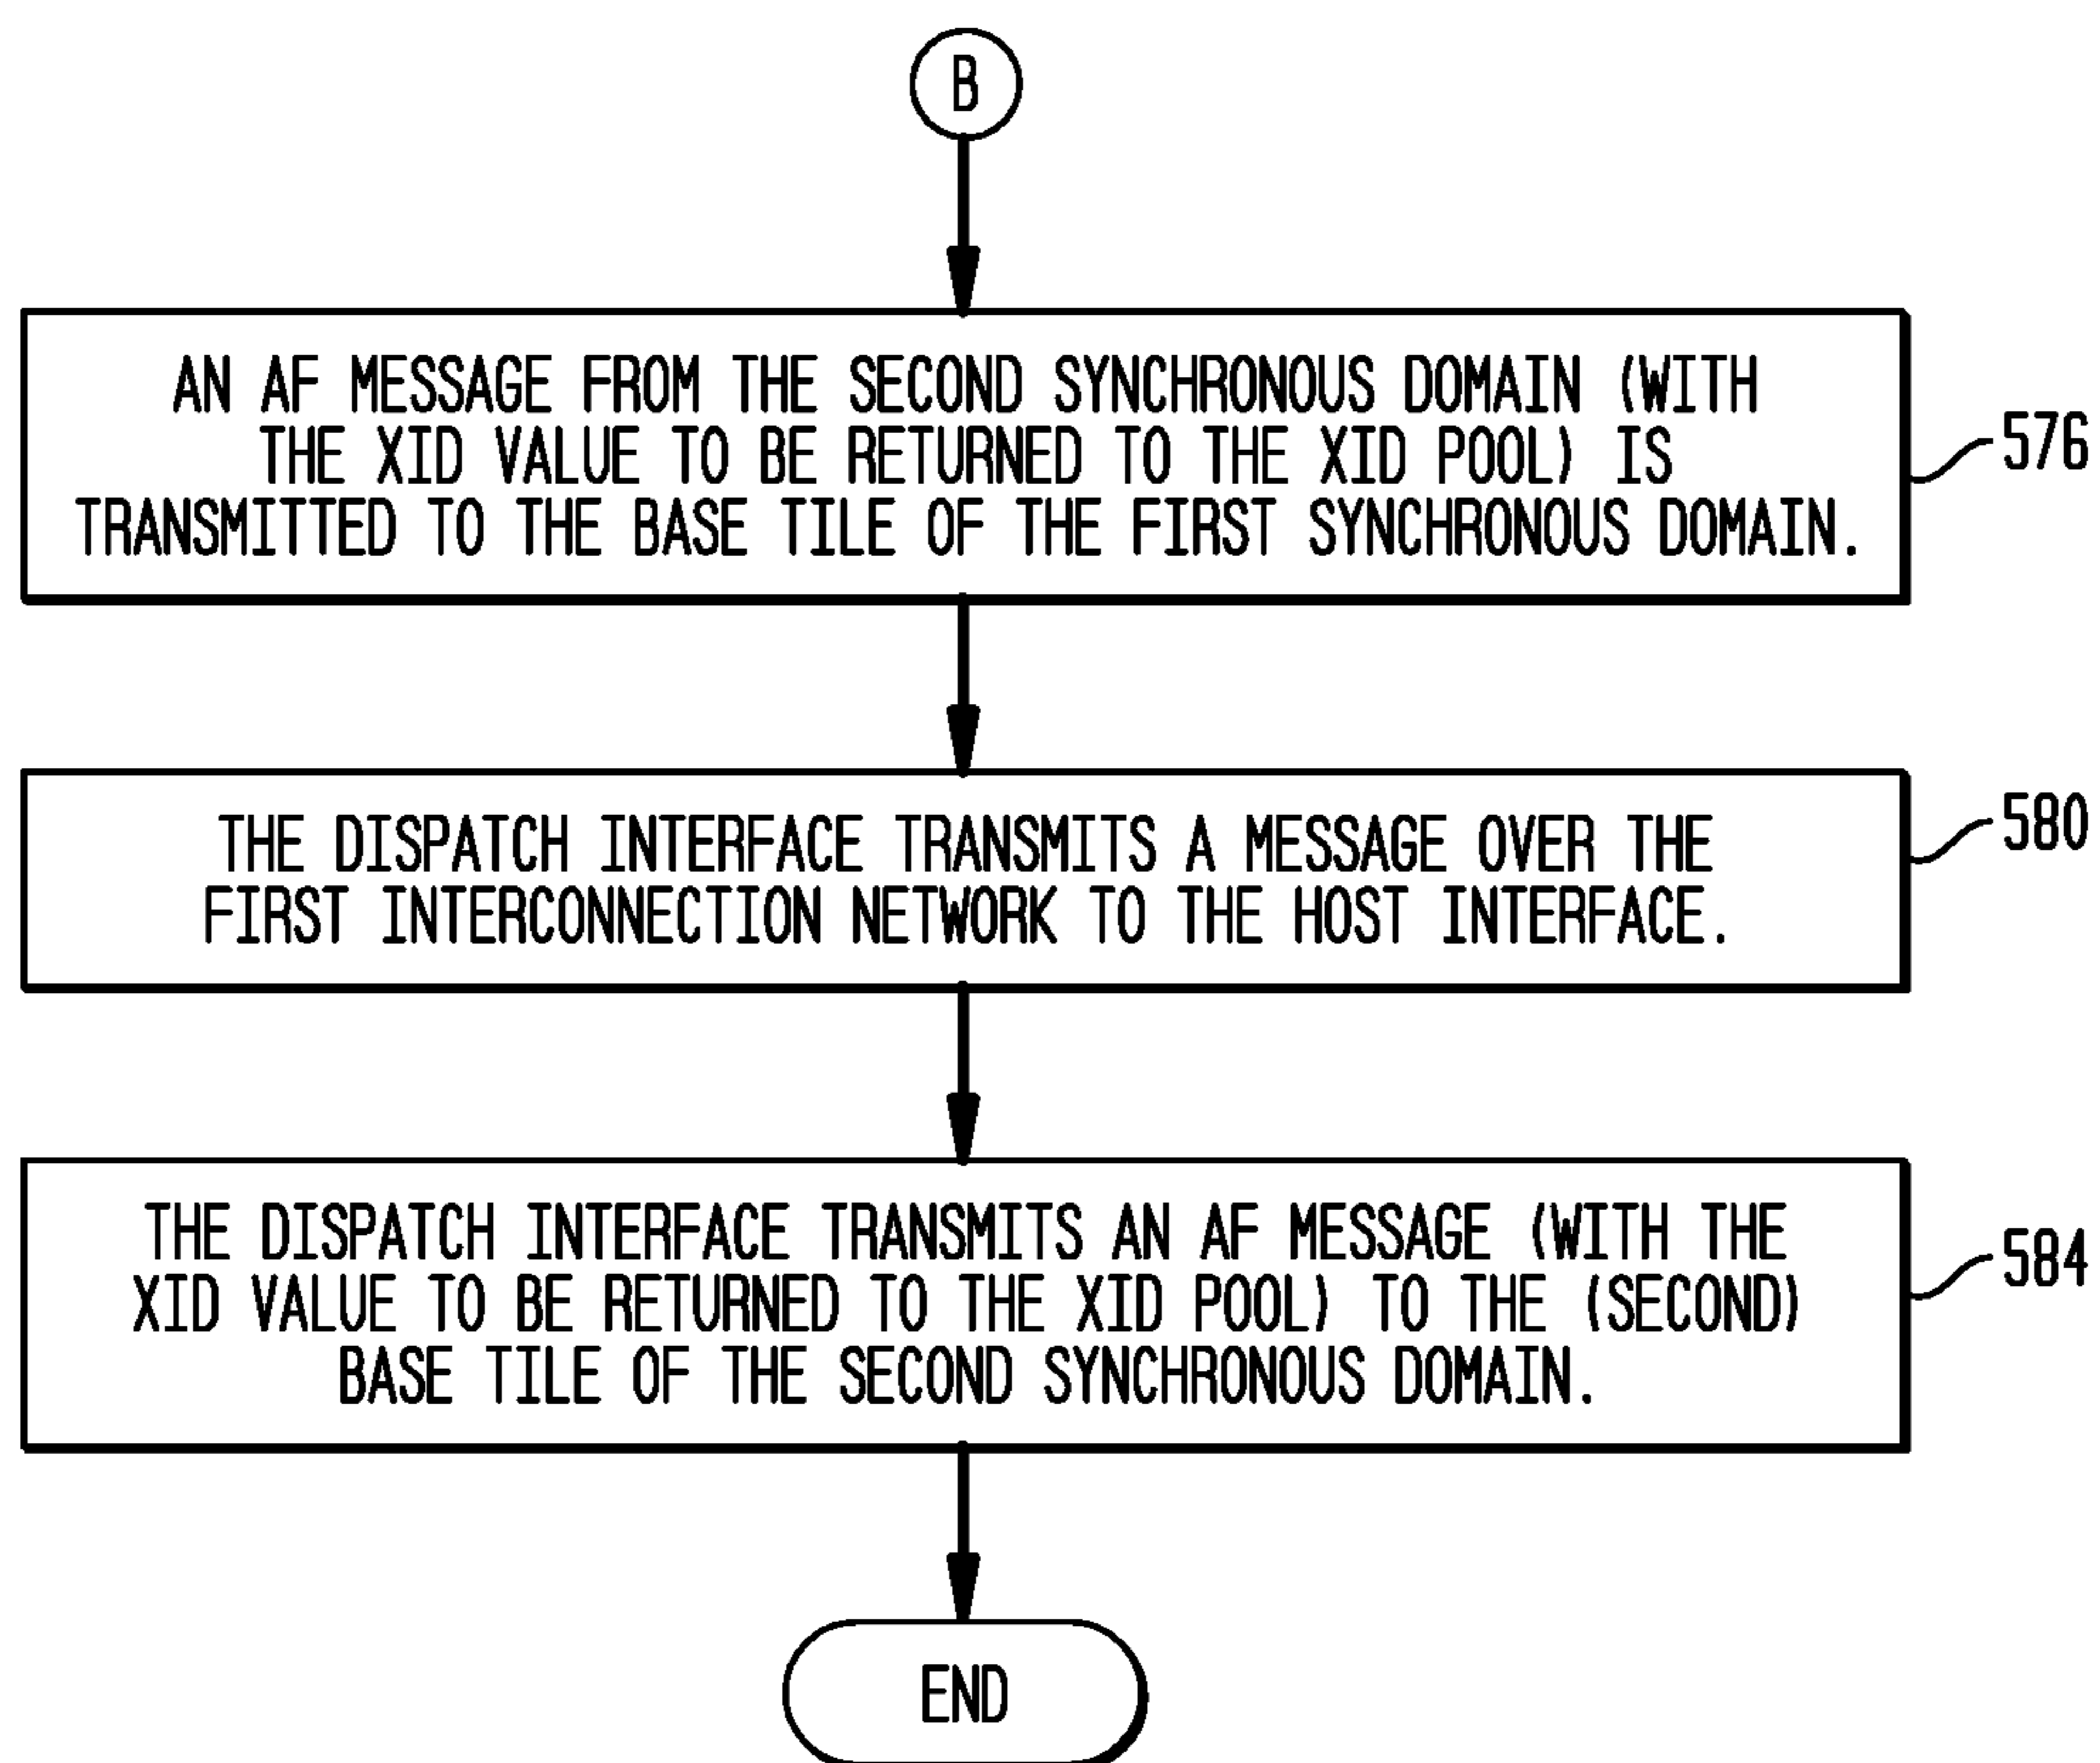 B
AN AF MESSAGE FROM THE SECOND SYNCHRONOUS DOMAIN (WITH
THE XID VALUE TO BE RETURNED TO THE XID POOL) IS
TRANSMITTED TO THE BASE TILE OF THE FIRST SYNCHRONOUS DOMAIN.
576
THE DISPATCH INTERFACE TRANSMITS A MESSAGE OVER THE
FIRST INTERCONNECTION NETWORK TO THE HOST INTERFACE.
580
THE DISPATCH INTERFACE TRANSMITS AN AF MESSAGE (WITH THE
XID VALUE TO BE RETURNED TO THE XID POOL) TO THE (SECOND)
BASE TILE OF THE SECOND SYNCHRONOUS DOMAIN.
584
END